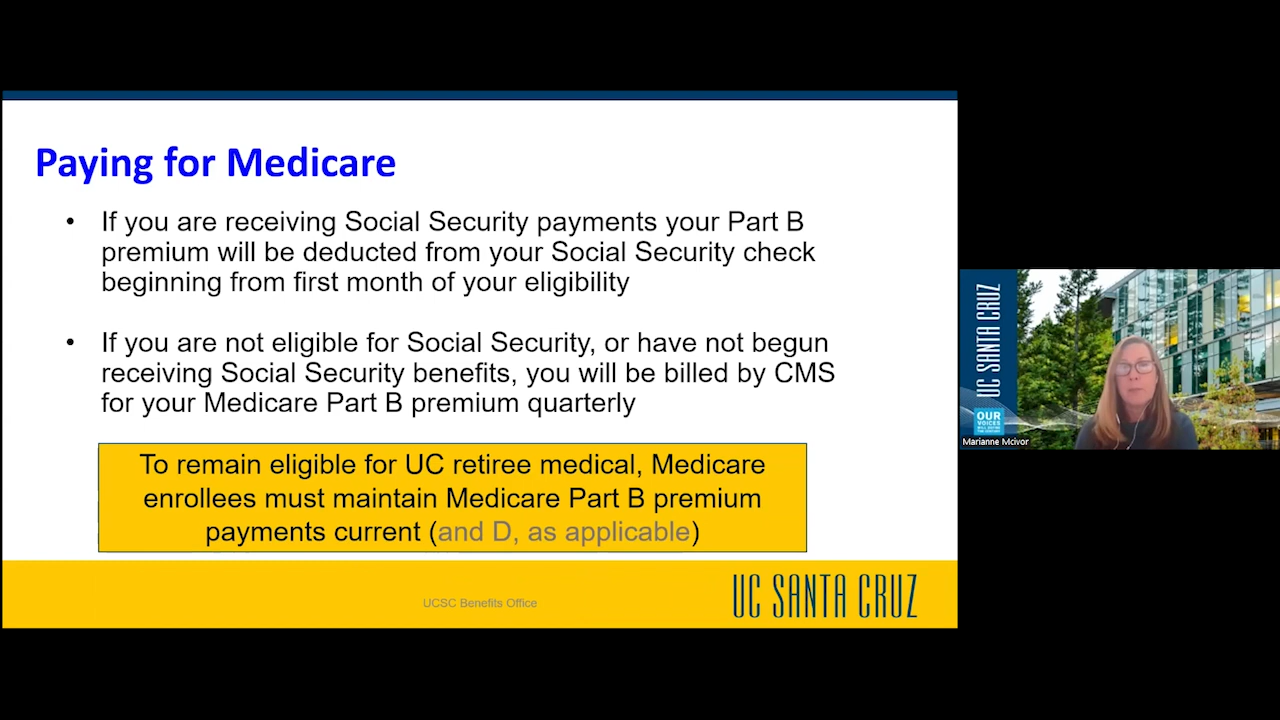 Paying for Medicare
• If you are receiving Social Security payments your Part B
premium will be deducted from your Social Security check
beginning from first month of your eligibility
• If you are not eligible for Social Security, or have not begun
receiving Social Security benefits, you will be billed by CMS
for your Medicare Part B premium quarterly
To remain eligible for UC retiree medical, Medicare
enrollees must maintain Medicare Part B premium
payments current (and D, as applicable)
UCSC Benefits Office
UC SANTA CRUZ
UC SANTA CRUZ
OUR
VOICES
Marianne McIvor